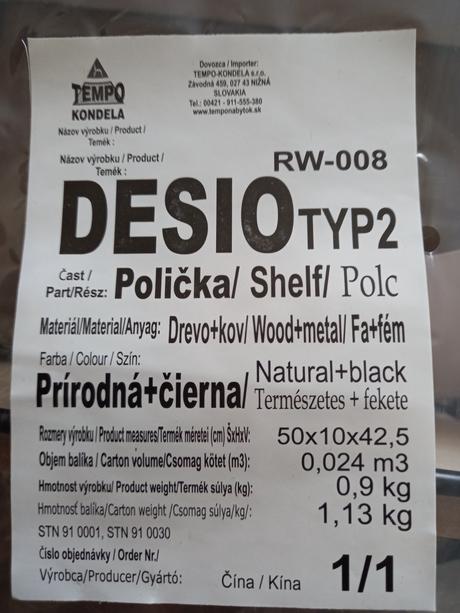 TEMPO
KONDELA
Dovozca / Importer:
TEMPO-KONDELA s.r.o.
Závodná 459, 027 43 NIŽNÁ
SLOVAKIA
Tel.: 00421 - 911-555-380
www.temponabytok.sk
Názov výrobku / Product /
Temék :
Názov výrobku / Product /
Temék :
RW-008
DESIO TYP2
Časť /
Part/Rész: Polička/ Shelf/ Polc
Materiál/Material/Anyag: Drevo+kov/ Wood+metal/ Fa+fém
Farba / Colour / Szín:
Prírodná+čierna/ Natural+black
Természetes + fekete
Rozmery výrobku / Product measures/Termék méretei (cm) ŠxHxV: 50x10x42,5
Objem balíka / Carton volume/Csomag kötet (m3): 0,024 m3
Hmotnost výrobku/ Product weight/Termék súlya (kg): 0,9 kg
Hmotnosť balíka/Carton weight /Csomag súlya/kg/: 1,13 kg
STN 91 0001, STN 91 0030
Číslo objednávky / Order Nr./
Výrobca/Producer/Gyártó: Čína / Kína 1/1